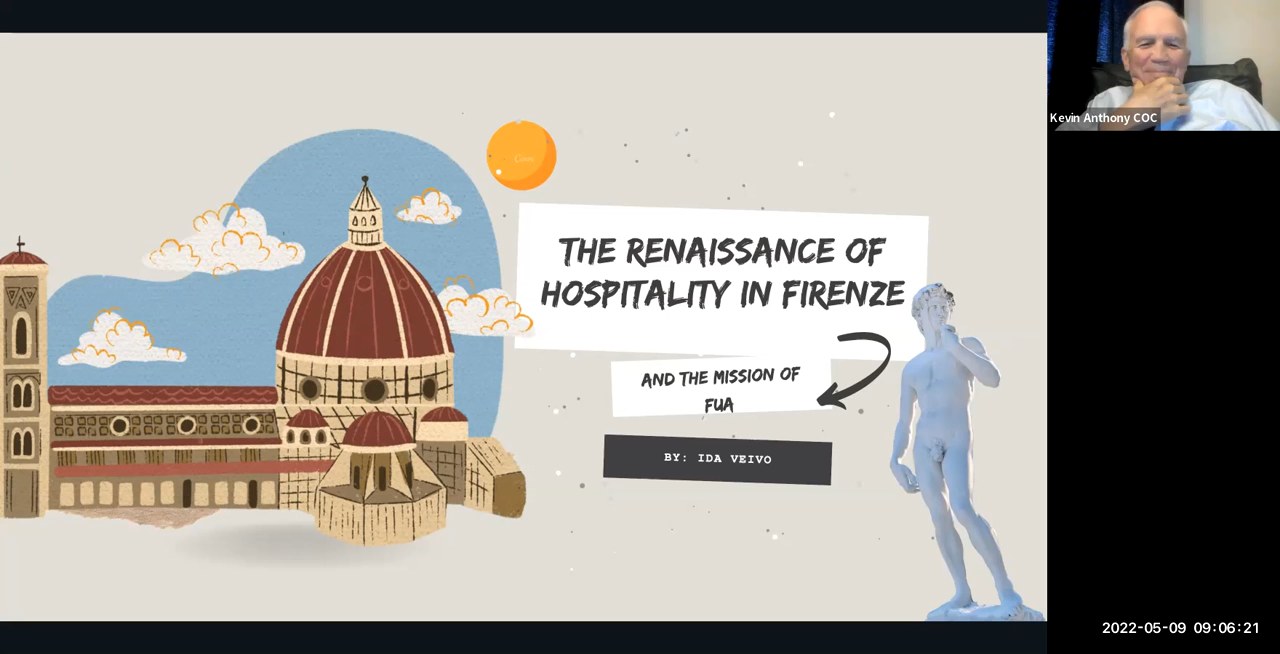 THE RENAISSANCE OF
HOSPITALITY IN FIRENZE
AND THE MISSION OF
FUA
BY: IDA VEIVO
Kevin Anthony COC
2022-05-09 09:06:21